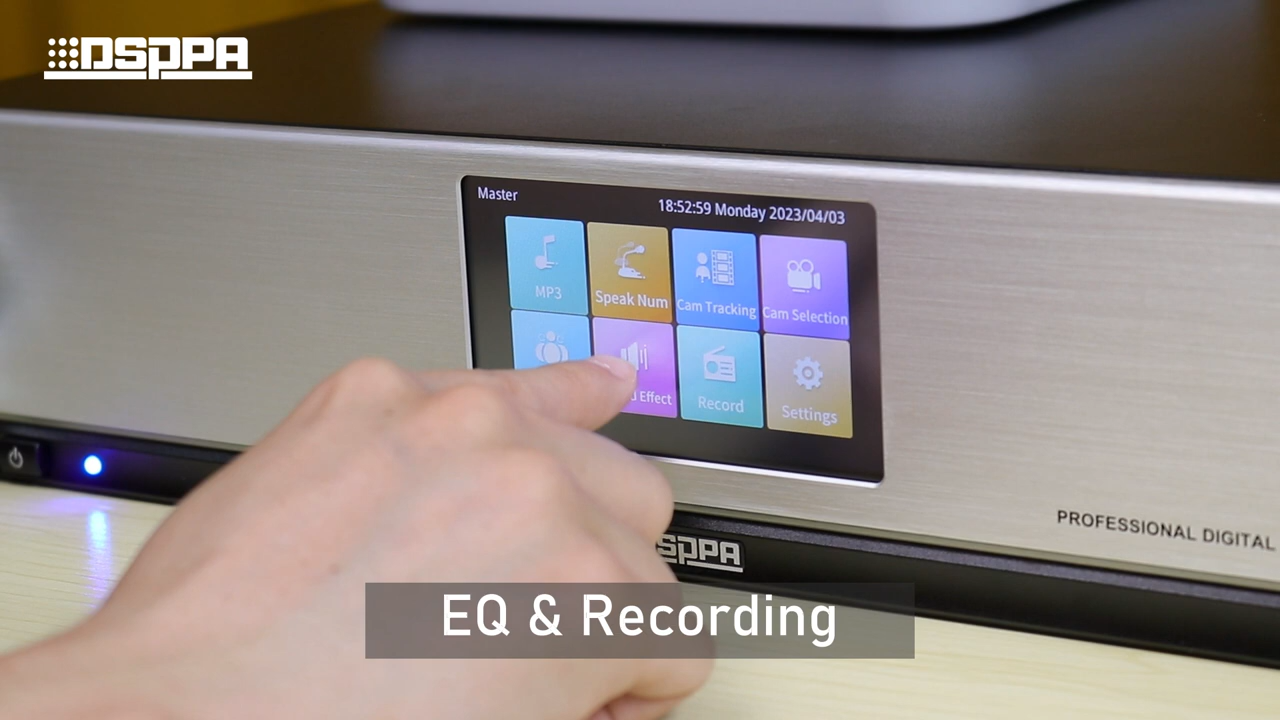 DSPPA
Master
18:52:59 Monday 2023/04/03
MP3
Speak Num
Cam Tracking
Cam Selection
Effect
Record
Settings
PROFESSIONAL DIGITAL
DSPPA
EQ & Recording